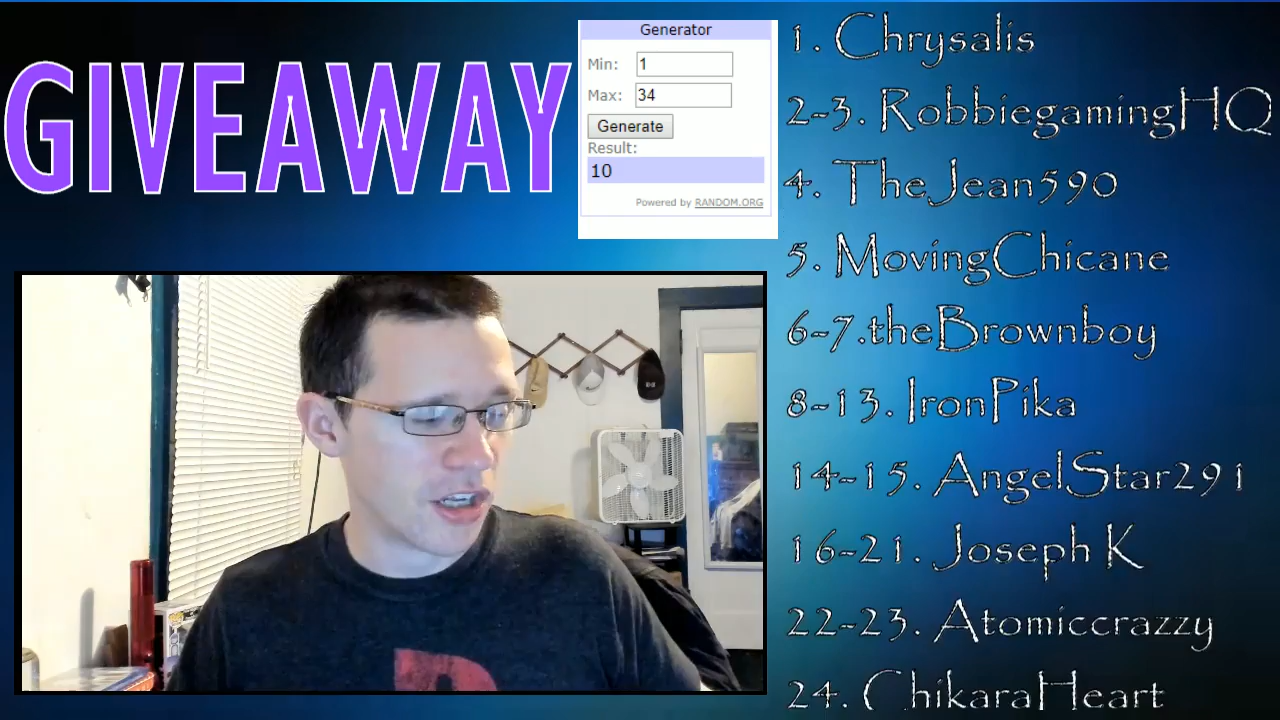 GIVEAWAY
Generator
Min: 1
Max: 34
Generate
Result:
10
Powered by RANDOM.ORG
1. Chrysalis
2-3. RobbiegamingHQ
4. TheJean590
5. MovingChicane
6-7.theBrownboy
8-13. IronPika
14-15. AngelStar291
16-21. Joseph K
22-23. Atomiccrazzy
24. ChikaraHeart